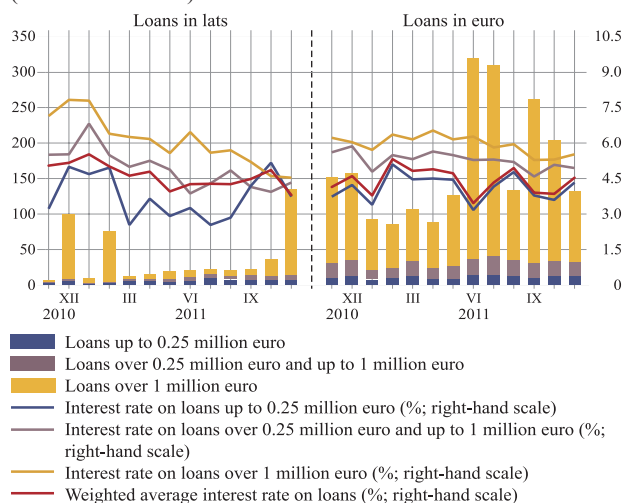 Loans in lats Loans in euro
350 10.5
300 9.0
250 7.5
200 6.0
150 4.5
100 3.0
50 1.5
0 0
XII III VI IX XII III VI IX
2010 2011 2010 2011
Loans up to 0.25 million euro
Loans over 0.25 million euro and up to 1 million euro
Loans over 1 million euro
Interest rate on loans up to 0.25 million euro (%; right-hand scale)
Interest rate on loans over 0.25 million euro and up to 1 million euro (%;
right-hand scale)
Interest rate on loans over 1 million euro (%; right-hand scale)
Weighted average interest rate on loans (%; right-hand scale)